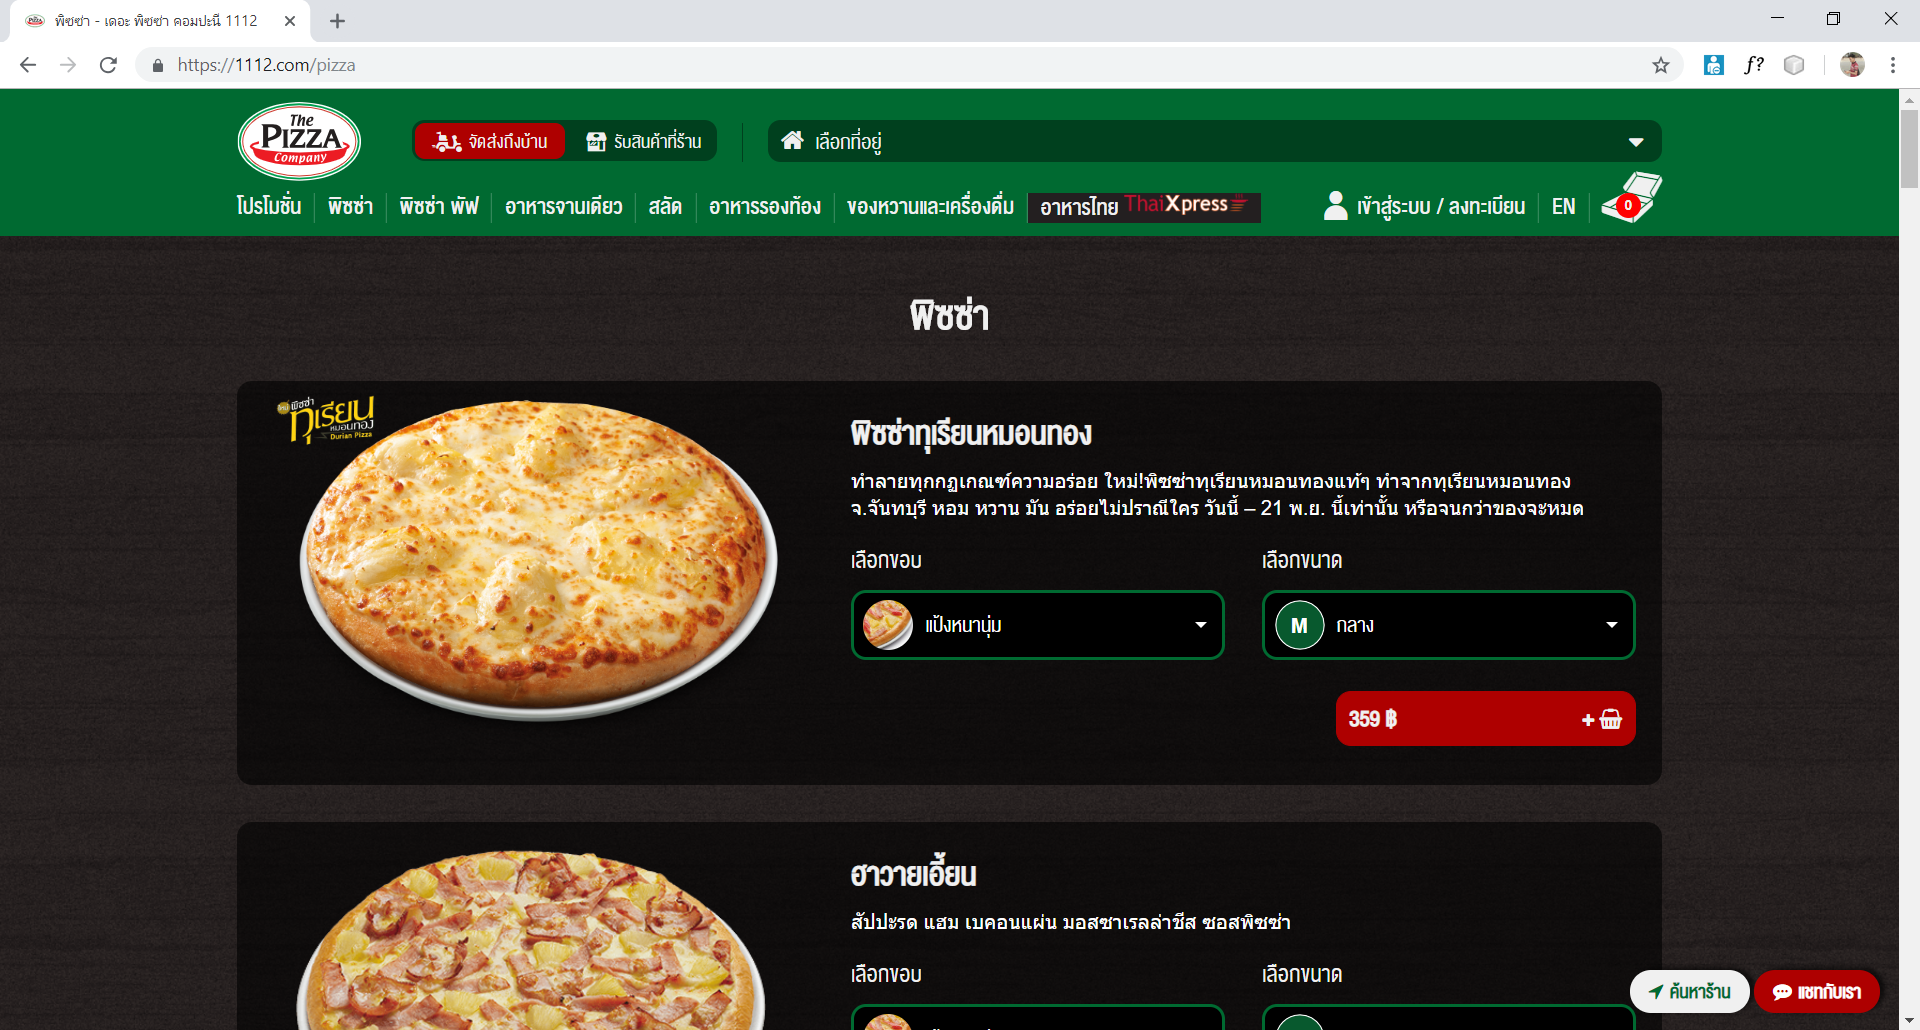 พิซซ่า - เดอะ พิซซ่า คอมปะนี 1112
https://1112.com/pizza
f?
The
PIZZA
Company
จัดส่งถึงบ้าน
รับสินค้าที่ร้าน
เลือกที่อยู่
โปรโมชั่น
พิซซ่า
พิซซ่า พัฟ
อาหารจานเดียว
สลัด
อาหารรองท้อง
ของหวานและเครื่องดื่ม
อาหารไทย ThaiXpress
เข้าสู่ระบบ / ลงทะเบียน
EN
0
พิซซ่า
ใหม่ พิซซ่า
ทุเรียน
หมอนทอง
Durian Pizza
พิซซ่าทุเรียนหมอนทอง
ทำลายทุกกฏเกณฑ์ความอร่อย ใหม่!พิซซ่าทุเรียนหมอนทองแท้ๆ ทำจากทุเรียนหมอนทอง
จ.จันทบุรี หอม หวาน มัน อร่อยไม่ปราณีใคร วันนี้ – 21 พ.ย. นี้เท่านั้น หรือจนกว่าของจะหมด
เลือกขอบ
เลือกขนาด
แป้งหนานุ่ม
M กลาง
359 ฿
+
ฮาวายเอี้ยน
สัปปะรด แฮม เบคอนแผ่น มอสซาเรลล่าชีส ซอสพิซซ่า
เลือกขอบ
เลือกขนาด
ค้นหาร้าน
แชทกับเรา